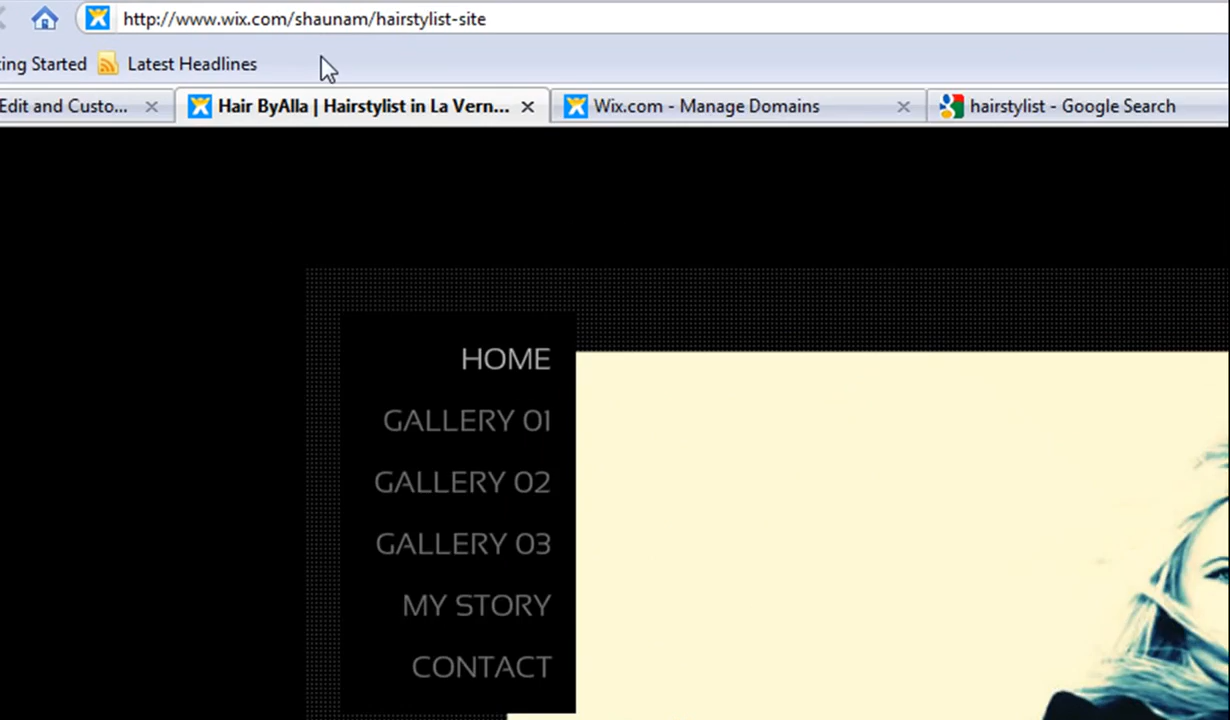 http://www.wix.com/shaunam/hairstylist-site
ing Started Latest Headlines
Edit and Custo... Hair ByAlla | Hairstylist in La Vern... Wix.com - Manage Domains hairstylist - Google Search
HOME
GALLERY 01
GALLERY 02
GALLERY 03
MY STORY
CONTACT